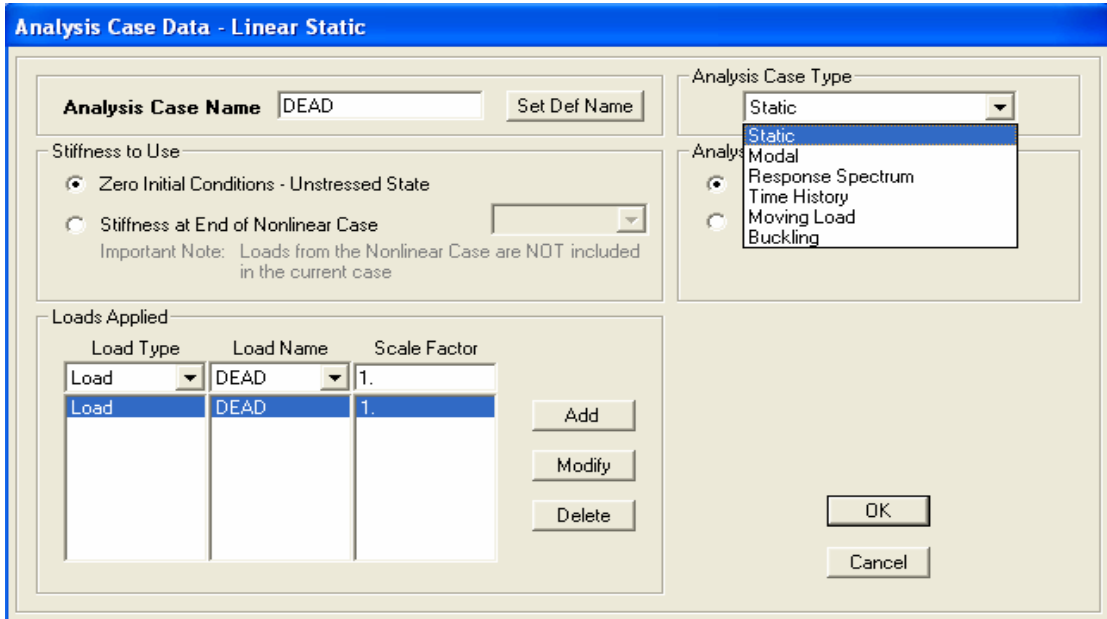 Analysis Case Data - Linear Static
Analysis Case Name DEAD Set Def Name
Analysis Case Type
Static
Static
Modal
Response Spectrum
Time History
Moving Load
Buckling
Stiffness to Use
Zero Initial Conditions - Unstressed State
Stiffness at End of Nonlinear Case
Important Note: Loads from the Nonlinear Case are NOT included
in the current case
Analys
Loads Applied
Load Type Load Name Scale Factor
Load DEAD 1.
Load DEAD 1.
Add
Modify
Delete
OK
Cancel